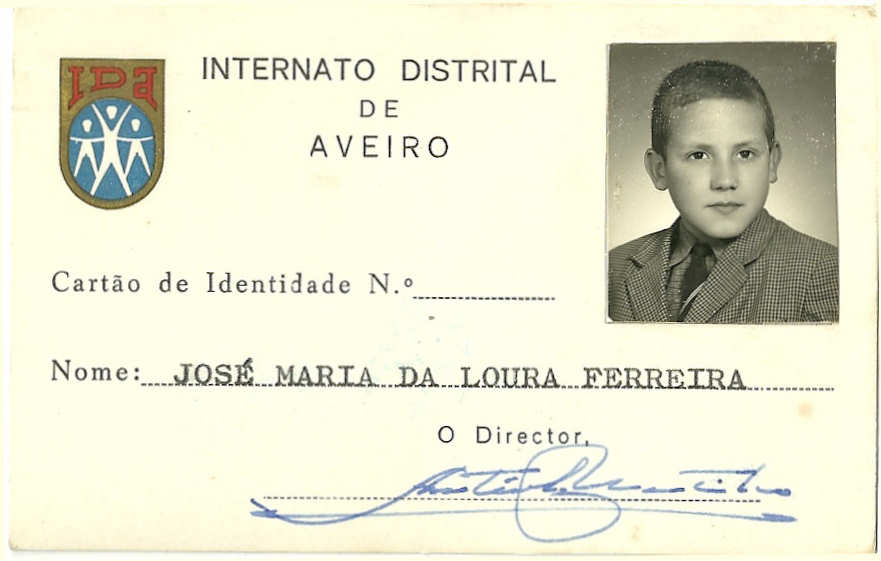 IDA
INTERNATO DISTRITAL
DE
AVEIRO
Cartão de Identidade N.º
Nome: JOSÉ MARIA DA LOURA FERREIRA
O Director,